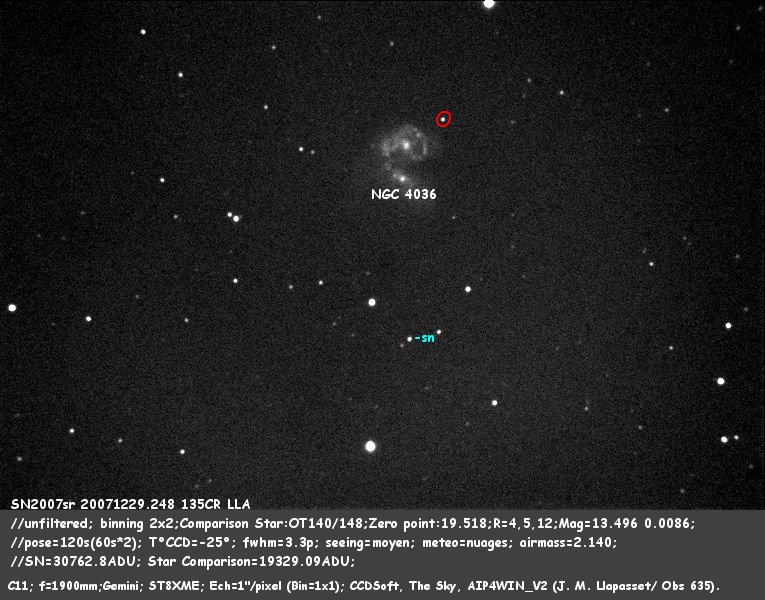 NGC 4036
-sn
SN2007sr 20071229.248 135CR LLA
//unfiltered; binning 2x2;Comparison Star:OT140/148;Zero point:19.518;R=4,5,12;Mag=13.496 0.0086;
//pose=120s(60s*2); T°CCD=-25°; fwhm=3.3p; seeing=moyen; meteo=nuages; airmass=2.140;
//SN=30762.8ADU; Star Comparison=19329.09ADU;
C11; f=1900mm;Gemini; ST8XME; Ech=1"/pixel (Bin=1x1); CCDSoft, The Sky, AIP4WIN_V2 (J. M. Llapasset/ Obs 635).